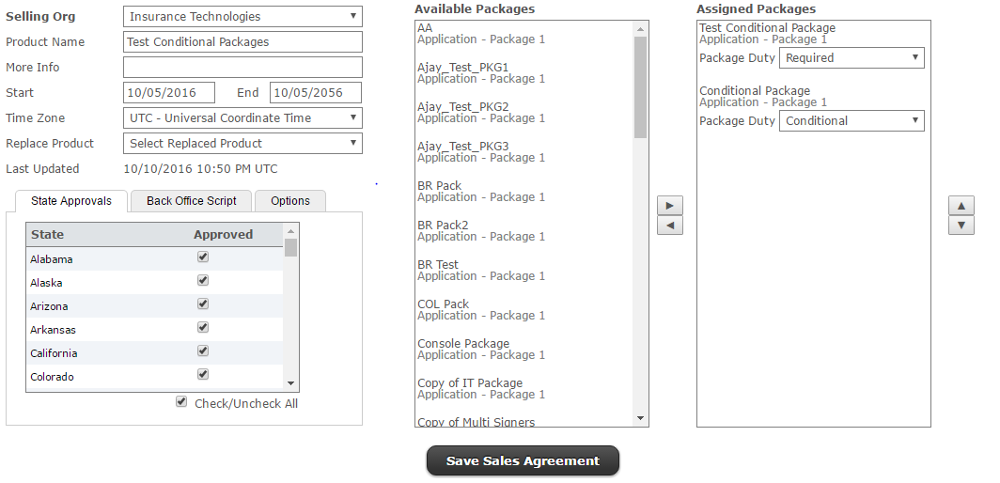 Selling Org Insurance Technologies
Product Name Test Conditional Packages
More Info
Start 10/05/2016 End 10/05/2056
Time Zone UTC - Universal Coordinate Time
Replace Product Select Replaced Product
Last Updated 10/10/2016 10:50 PM UTC
State Approvals Back Office Script Options
State Approved
Alabama
Alaska
Arizona
Arkansas
California
Colorado
Check/Uncheck All
Available Packages
AA
Application - Package 1
Ajay_Test_PKG1
Application - Package 1
Ajay_Test_PKG2
Application - Package 1
Ajay_Test_PKG3
Application - Package 1
BR Pack
Application - Package 1
BR Pack2
Application - Package 1
BR Test
Application - Package 1
COL Pack
Application - Package 1
Console Package
Application - Package 1
Copy of IT Package
Application - Package 1
Copy of Multi Signers
Assigned Packages
Test Conditional Package
Application - Package 1
Package Duty Required
Conditional Package
Application - Package 1
Package Duty Conditional
Save Sales Agreement